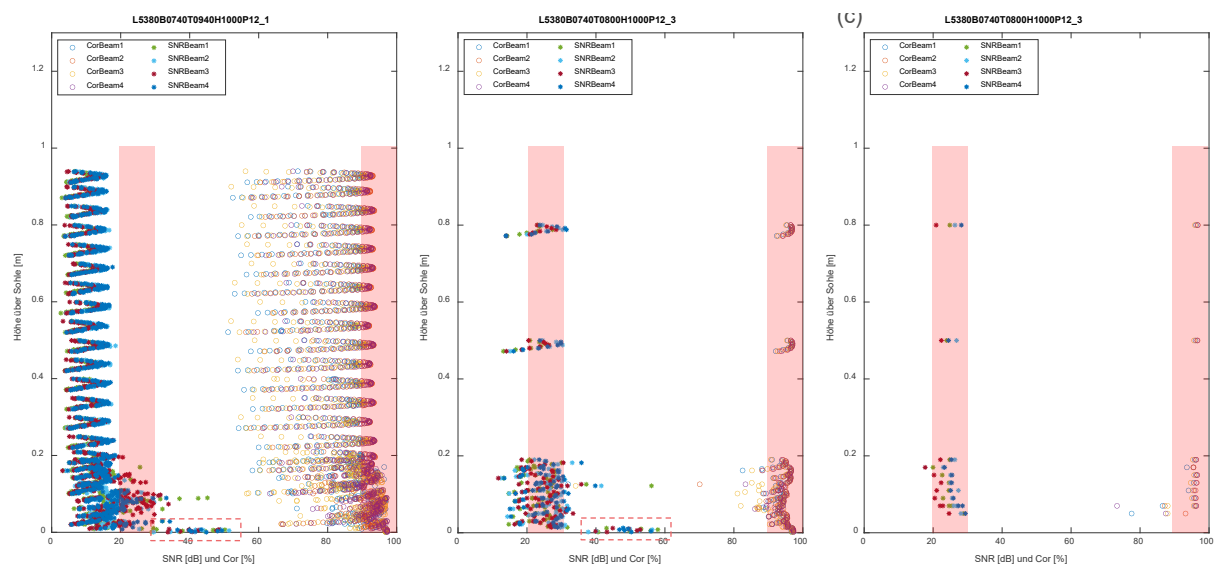 L5380B0740T0940H1000P12_1
CorBeam1 SNRBeam1
CorBeam2 SNRBeam2
CorBeam3 SNRBeam3
CorBeam4 SNRBeam4
1.2
1
0.8
0.6
0.4
0.2
0
0 20 40 60 80 100
Höhe über Sohle [m]
SNR [dB] und Cor [%]
L5380B0740T0800H1000P12_3
CorBeam1 SNRBeam1
CorBeam2 SNRBeam2
CorBeam3 SNRBeam3
CorBeam4 SNRBeam4
1.2
1
0.8
0.6
0.4
0.2
0
0 20 40 60 80 100
Höhe über Sohle [m]
SNR [dB] und Cor [%]
(c)
L5380B0740T0800H1000P12_3
CorBeam1 SNRBeam1
CorBeam2 SNRBeam2
CorBeam3 SNRBeam3
CorBeam4 SNRBeam4
1.2
1
0.8
0.6
0.4
0.2
0
0 20 40 60 80 100
Höhe über Sohle [m]
SNR [dB] und Cor [%]